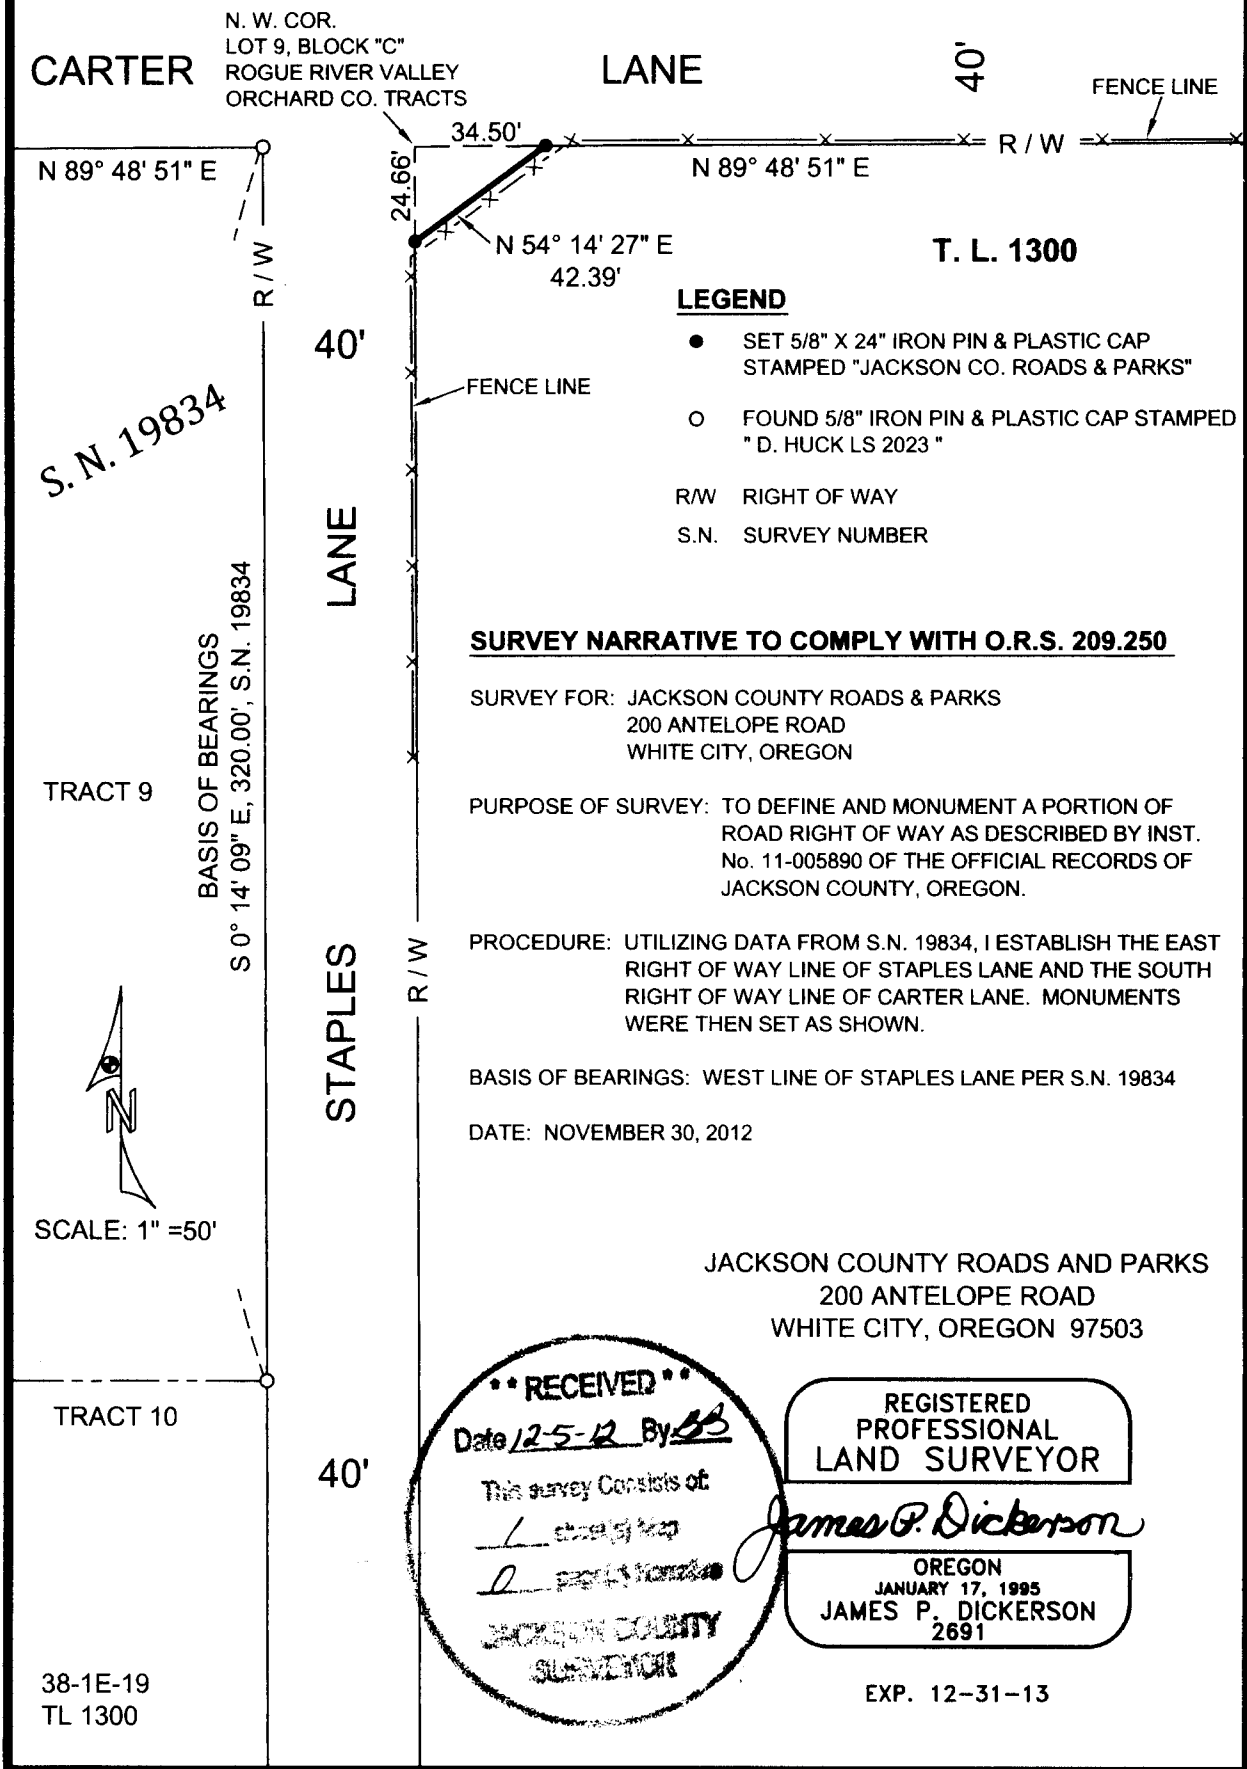 N. W. COR.
LOT 9, BLOCK "C"
ROGUE RIVER VALLEY
ORCHARD CO. TRACTS
CARTER LANE
40'
FENCE LINE
34.50'
24.66'
R / W
N 89° 48' 51" E
N 89° 48' 51" E
R / W
N 54° 14' 27" E
42.39'
T. L. 1300
40'
FENCE LINE
S. N. 19834
LEGEND
● SET 5/8" X 24" IRON PIN & PLASTIC CAP
STAMPED "JACKSON CO. ROADS & PARKS"
○ FOUND 5/8" IRON PIN & PLASTIC CAP STAMPED
" D. HUCK LS 2023 "
R/W RIGHT OF WAY
S.N. SURVEY NUMBER
STAPLES LANE
BASIS OF BEARINGS
S 0° 14' 09" E, 320.00', S.N. 19834
TRACT 9
R / W
SURVEY NARRATIVE TO COMPLY WITH O.R.S. 209.250
SURVEY FOR: JACKSON COUNTY ROADS & PARKS
200 ANTELOPE ROAD
WHITE CITY, OREGON
PURPOSE OF SURVEY: TO DEFINE AND MONUMENT A PORTION OF
ROAD RIGHT OF WAY AS DESCRIBED BY INST.
No. 11-005890 OF THE OFFICIAL RECORDS OF
JACKSON COUNTY, OREGON.
PROCEDURE: UTILIZING DATA FROM S.N. 19834, I ESTABLISH THE EAST
RIGHT OF WAY LINE OF STAPLES LANE AND THE SOUTH
RIGHT OF WAY LINE OF CARTER LANE. MONUMENTS
WERE THEN SET AS SHOWN.
BASIS OF BEARINGS: WEST LINE OF STAPLES LANE PER S.N. 19834
DATE: NOVEMBER 30, 2012
N
SCALE: 1" =50'
TRACT 10
40'
JACKSON COUNTY ROADS AND PARKS
200 ANTELOPE ROAD
WHITE CITY, OREGON 97503
** RECEIVED **
Date 12-5-12 By
This survey Consists of:
1 sheet(s) Map
0 page(s) Narrative
JACKSON COUNTY
SURVEYOR
REGISTERED
PROFESSIONAL
LAND SURVEYOR
James P. Dickerson
OREGON
JANUARY 17, 1995
JAMES P. DICKERSON
2691
EXP. 12-31-13
38-1E-19
TL 1300